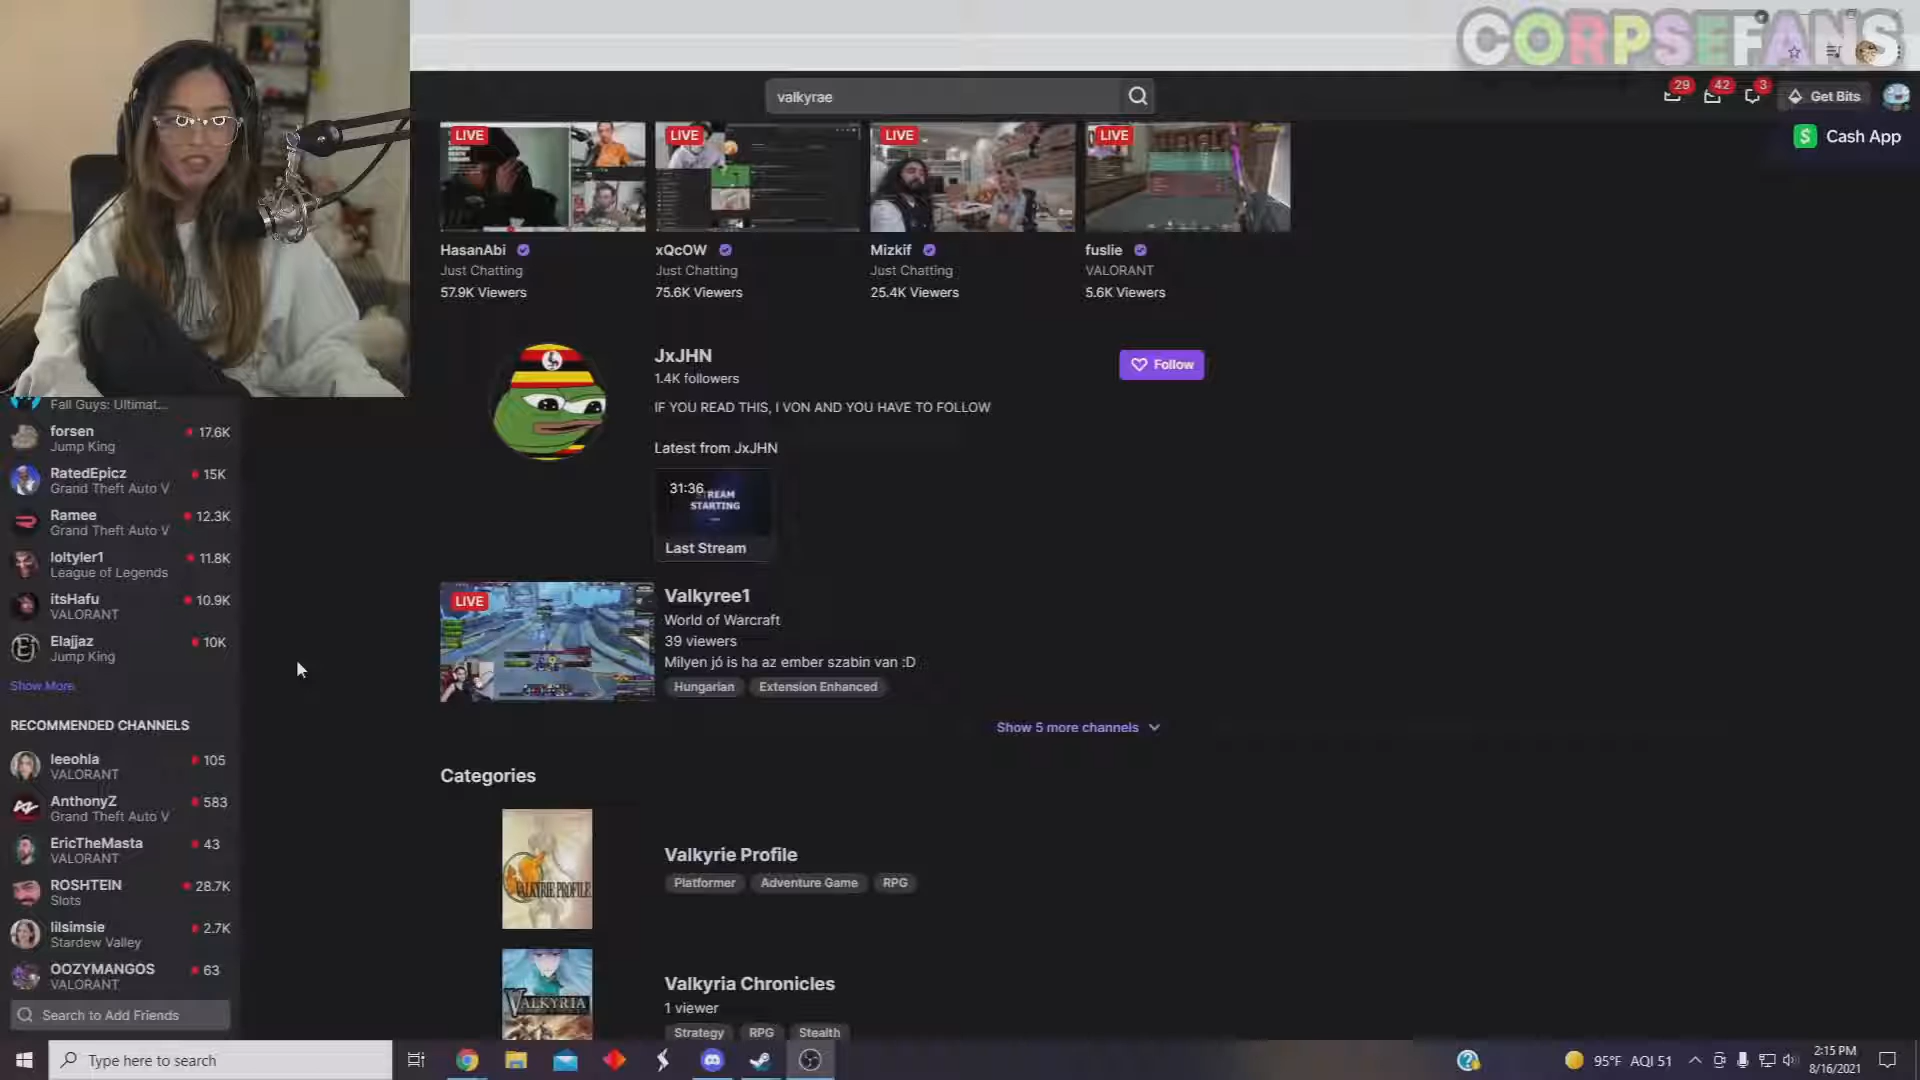 CORPSEFANS
valkyrae
29
42
3
Get Bits
Cash App
LIVE
LIVE
LIVE
LIVE
HasanAbi
Just Chatting
57.9K Viewers
xQcOW
Just Chatting
75.6K Viewers
Mizkif
Just Chatting
25.4K Viewers
fuslie
VALORANT
5.6K Viewers
JxJHN
1.4K followers
Follow
IF YOU READ THIS, I VON AND YOU HAVE TO FOLLOW
Latest from JxJHN
31:36
STREAM
STARTING
Last Stream
LIVE
Valkyree1
World of Warcraft
39 viewers
Milyen jó is ha az ember szabin van :D
Hungarian
Extension Enhanced
Show 5 more channels
Categories
VALKYRIE PROFILE
Valkyrie Profile
Platformer
Adventure Game
RPG
VALKYRIA
Valkyria Chronicles
1 viewer
Strategy
RPG
Stealth
Fall Guys: Ultimat...
forsen
Jump King
17.6K
RatedEpicz
Grand Theft Auto V
15K
Ramee
Grand Theft Auto V
12.3K
loltyler1
League of Legends
11.8K
itsHafu
VALORANT
10.9K
Elajjaz
Jump King
10K
Show More
RECOMMENDED CHANNELS
leeohla
VALORANT
105
AnthonyZ
Grand Theft Auto V
583
EricTheMasta
VALORANT
43
ROSHTEIN
Slots
28.7K
lilsimsie
Stardew Valley
2.7K
OOZYMANGOS
VALORANT
63
Search to Add Friends
Type here to search
95°F AQI 51
2:15 PM
8/16/2021